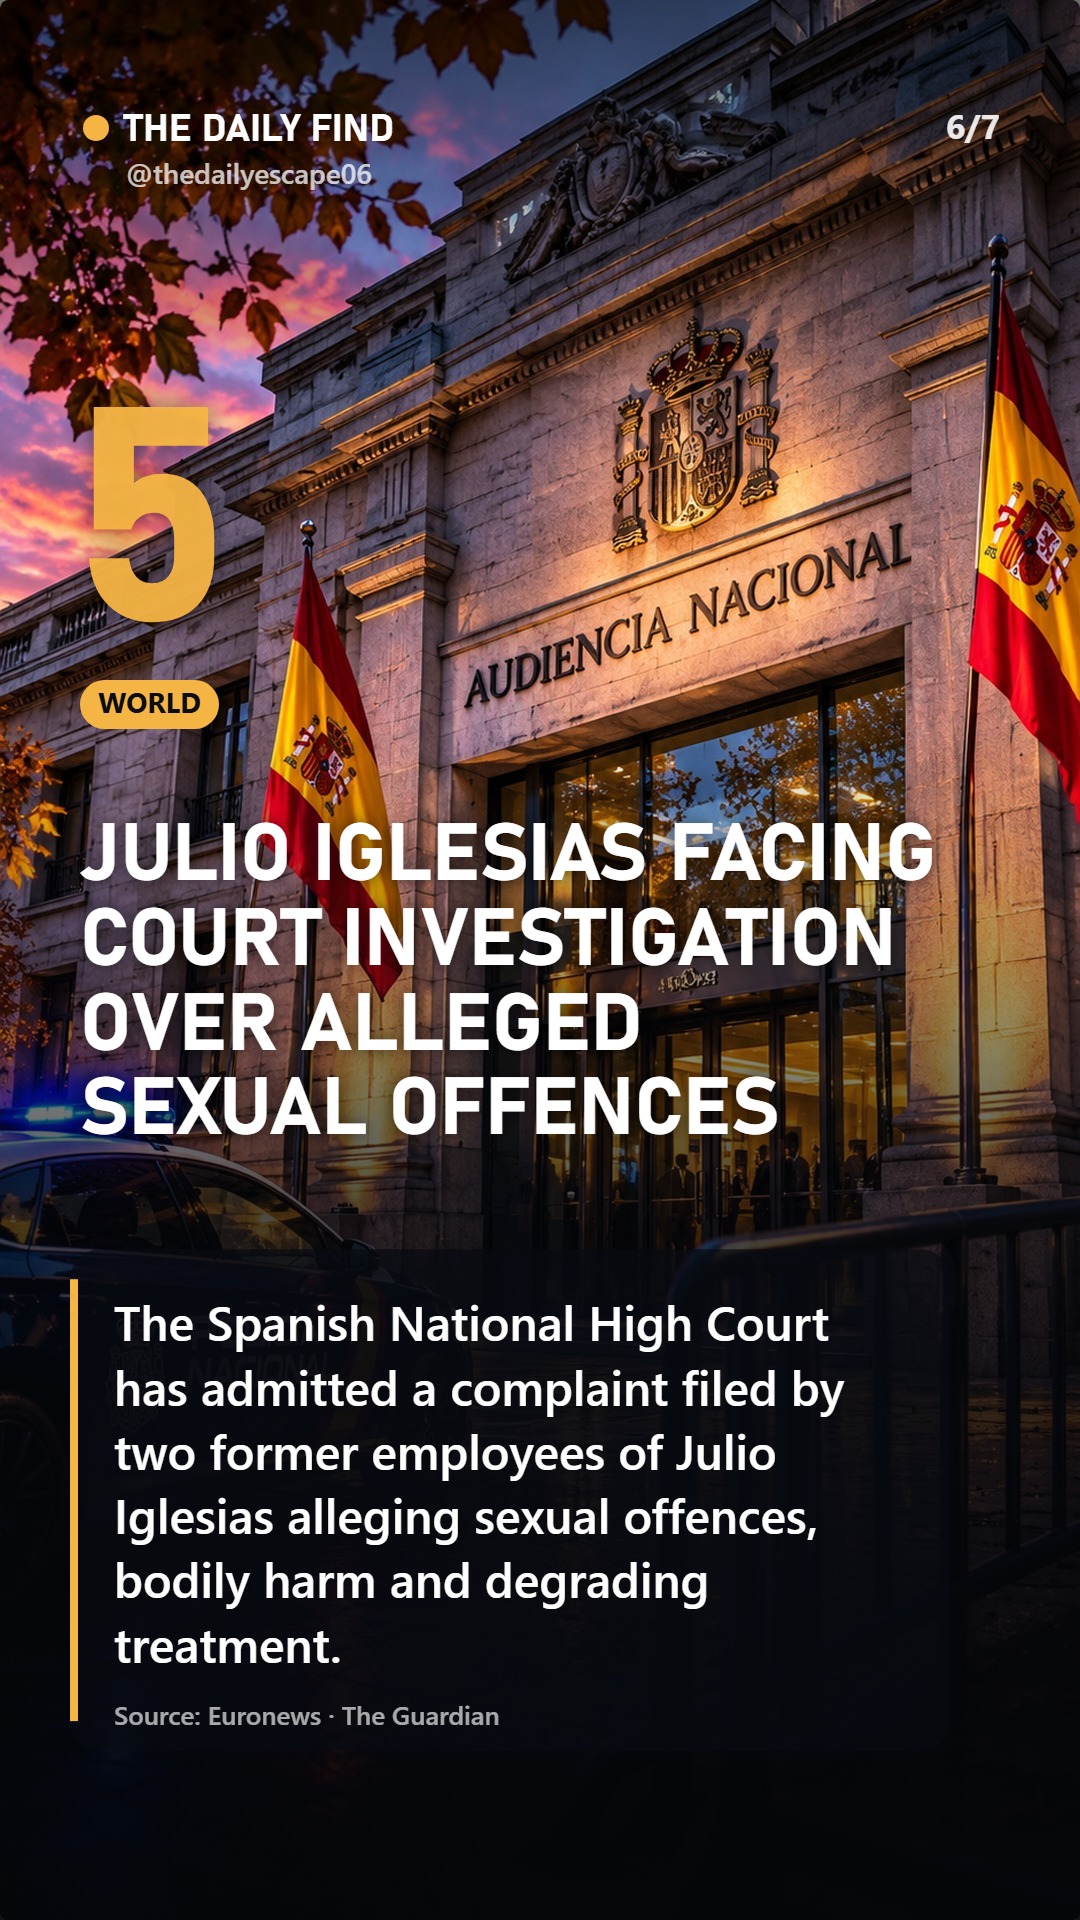 THE DAILY FIND
@thedailyescape06
6/7
5
AUDIENCIA NACIONAL
WORLD
JULIO IGLESIAS FACING
COURT INVESTIGATION
OVER ALLEGED
SEXUAL OFFENCES
The Spanish National High Court
has admitted a complaint filed by
two former employees of Julio
Iglesias alleging sexual offences,
bodily harm and degrading
treatment.
Source: Euronews · The Guardian